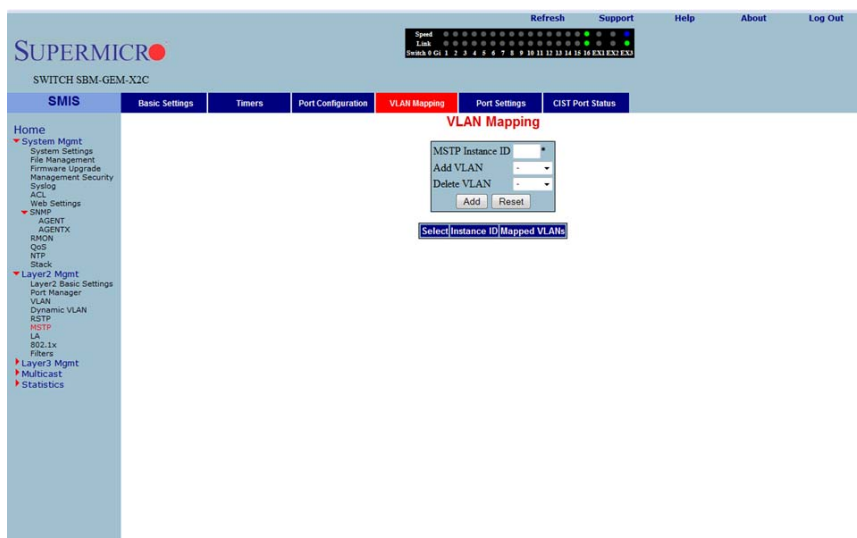 Refresh Support Help About Log Out
Speed
Link
Switch 0 Gi 1 2 3 4 5 6 7 8 9 10 11 12 13 14 15 16 EX1 EX2 EX3
SUPERMICRO
SWITCH SBM-GEM-X2C
SMIS
Basic Settings Timers Port Configuration VLAN Mapping Port Settings CIST Port Status
Home
System Mgmt
System Settings
File Management
Firmware Upgrade
Management Security
Syslog
ACL
Web Settings
SNMP
AGENT
AGENTX
RMON
QoS
NTP
Stack
Layer2 Mgmt
Layer2 Basic Settings
Port Manager
VLAN
Dynamic VLAN
RSTP
MSTP
LA
802.1x
Filters
Layer3 Mgmt
Multicast
Statistics
VLAN Mapping
MSTP Instance ID *
Add VLAN -
Delete VLAN -
Add Reset
Select Instance ID Mapped VLANs